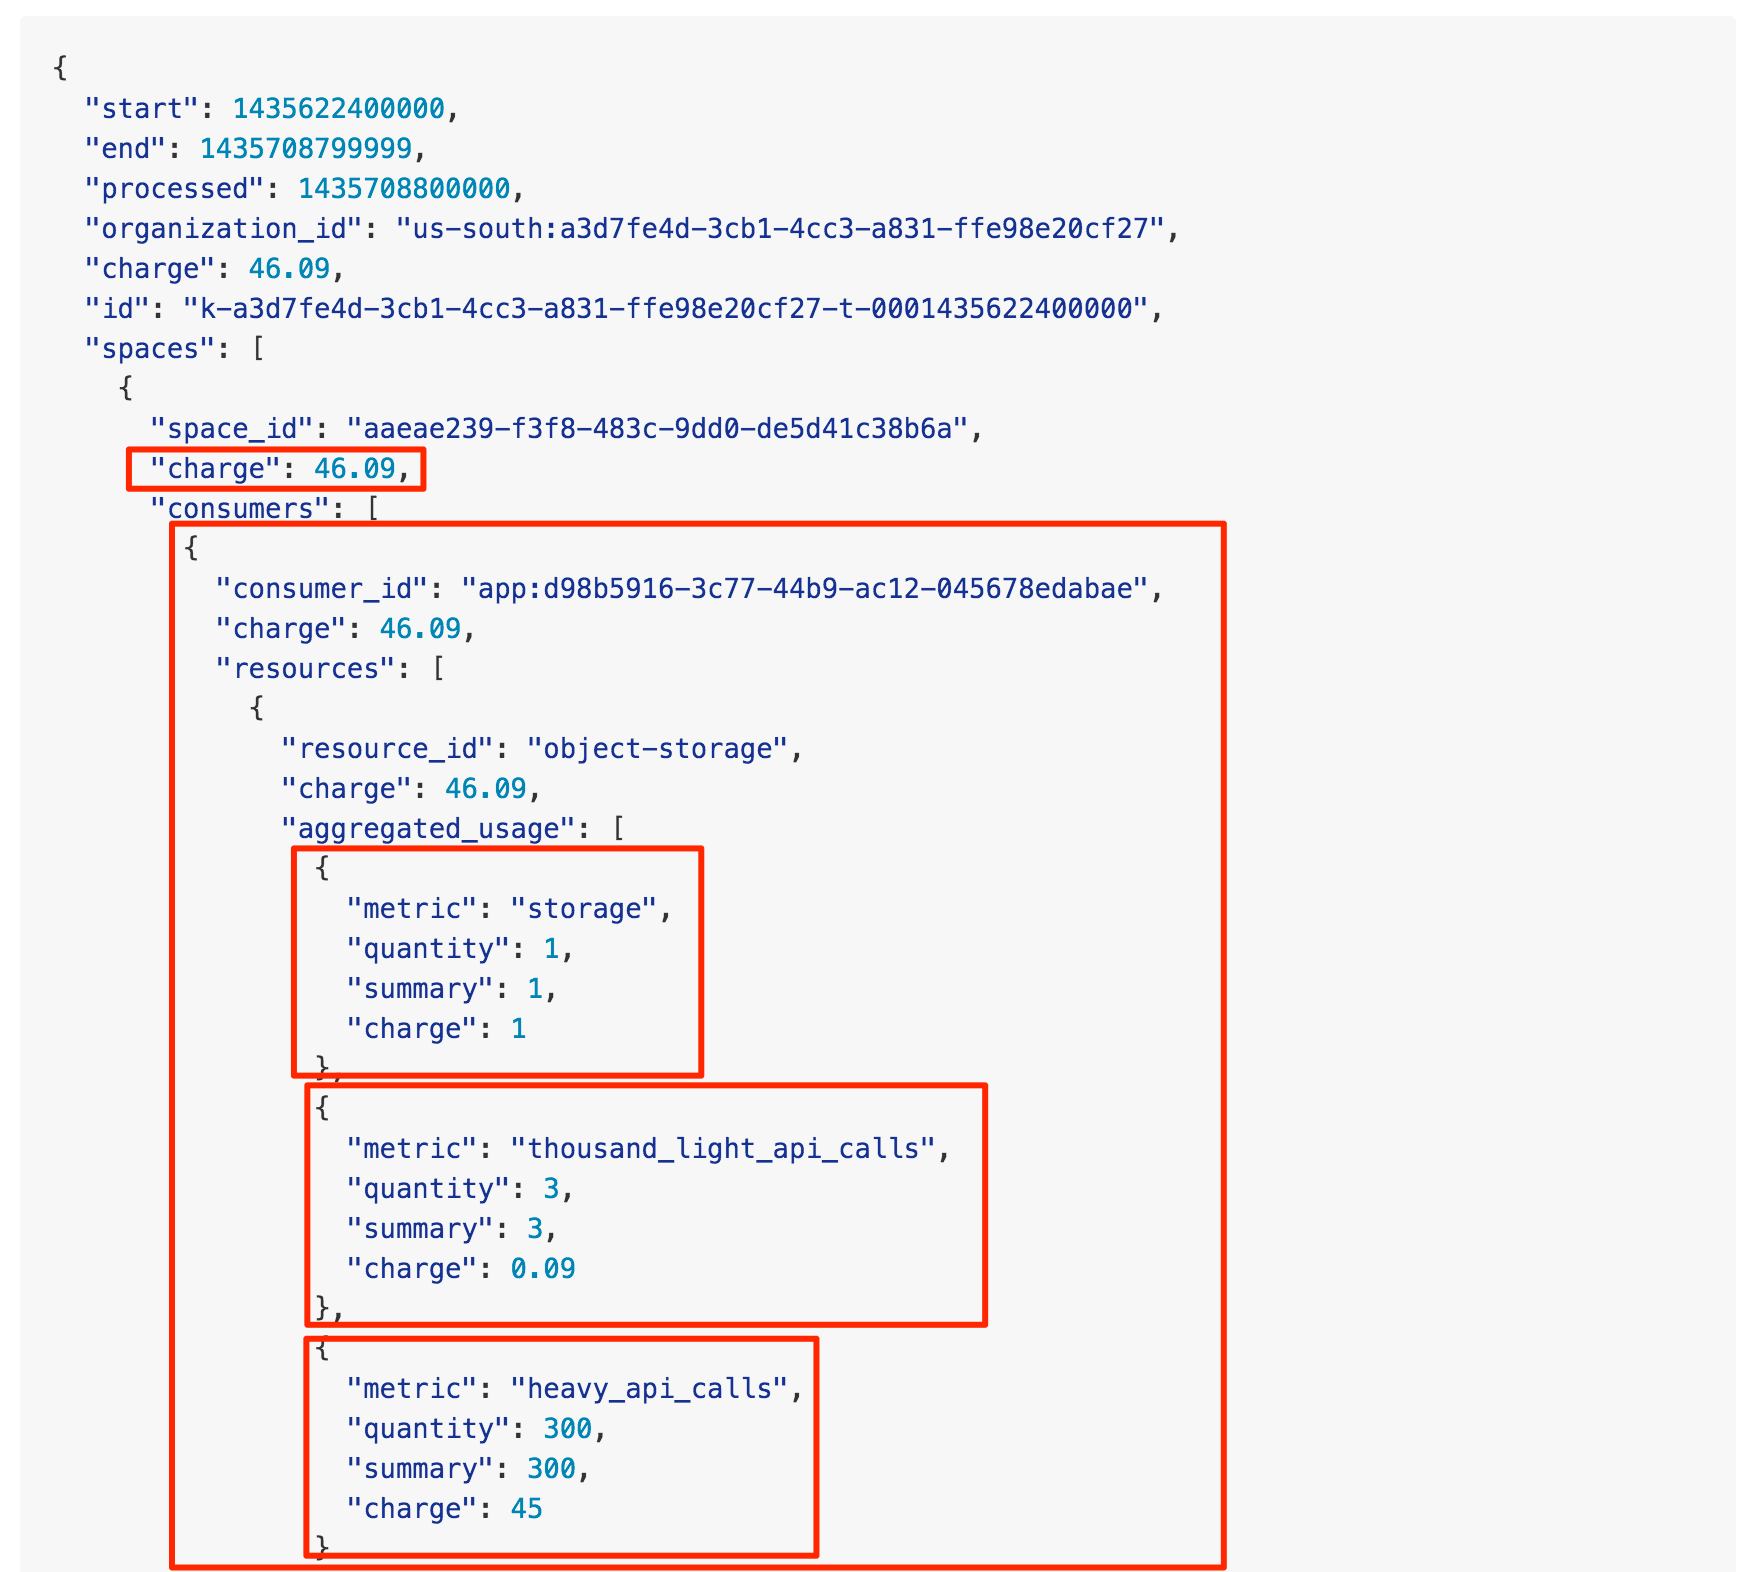 {
"start": 1435622400000,
"end": 1435708799999,
"processed": 1435708800000,
"organization_id": "us-south:a3d7fe4d-3cb1-4cc3-a831-ffe98e20cf27",
"charge": 46.09,
"id": "k-a3d7fe4d-3cb1-4cc3-a831-ffe98e20cf27-t-0001435622400000",
"spaces": [
{
"space_id": "aaeae239-f3f8-483c-9dd0-de5d41c38b6a",
"charge": 46.09,
"consumers": [
{
"consumer_id": "app:d98b5916-3c77-44b9-ac12-045678edabae",
"charge": 46.09,
"resources": [
{
"resource_id": "object-storage",
"charge": 46.09,
"aggregated_usage": [
{
"metric": "storage",
"quantity": 1,
"summary": 1,
"charge": 1
},
{
"metric": "thousand_light_api_calls",
"quantity": 3,
"summary": 3,
"charge": 0.09
},
{
"metric": "heavy_api_calls",
"quantity": 300,
"summary": 300,
"charge": 45
}